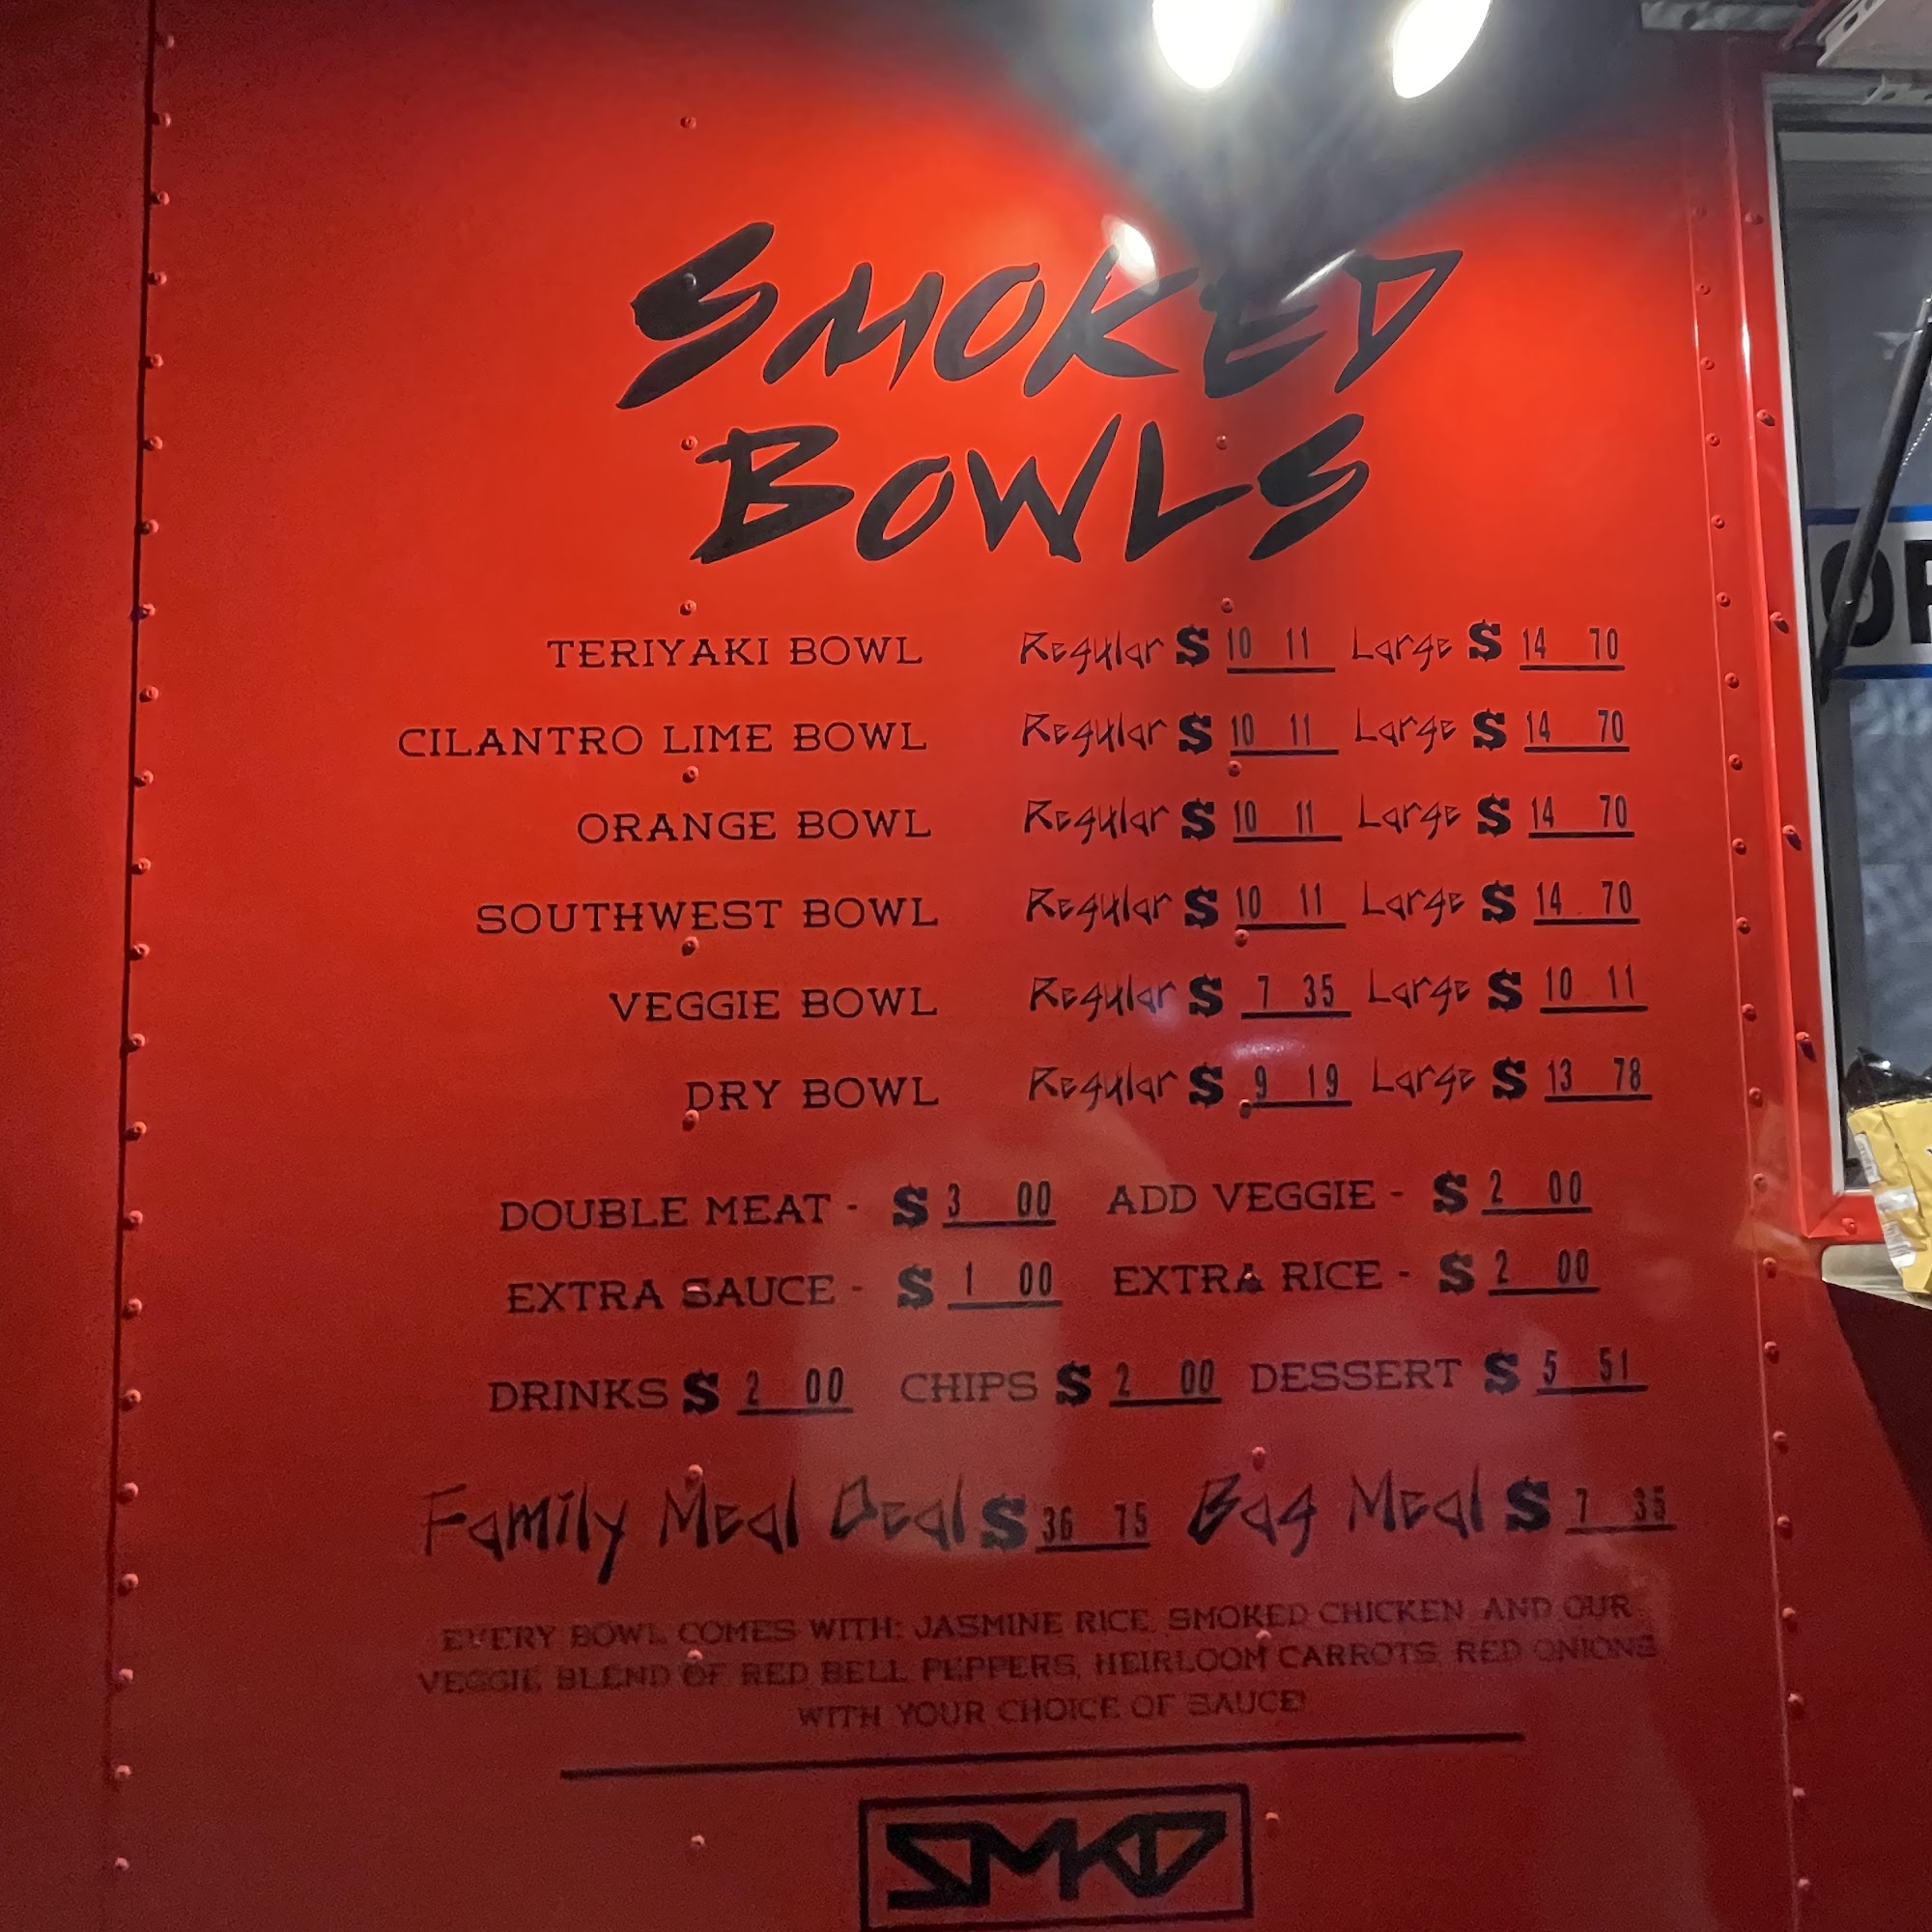 SMOKED
BOWLS
TERIYAKI BOWL Regular $ 10 11 Large $ 14 70
CILANTRO LIME BOWL Regular $ 10 11 Large $ 14 70
ORANGE BOWL Regular $ 10 11 Large $ 14 70
SOUTHWEST BOWL Regular $ 10 11 Large $ 14 70
VEGGIE BOWL Regular $ 7 35 Large $ 10 11
DRY BOWL Regular $ 9 19 Large $ 13 78
DOUBLE MEAT - $ 3 00 ADD VEGGIE - $ 2 00
EXTRA SAUCE - $ 1 00 EXTRA RICE - $ 2 00
DRINKS $ 2 00 CHIPS $ 2 00 DESSERT $ 5 51
Family Meal Deal $ 36 75 Bag Meal $ 7 35
EVERY BOWL COMES WITH: JASMINE RICE, SMOKED CHICKEN, AND OUR
VEGGIE BLEND OF RED BELL PEPPERS, HEIRLOOM CARROTS, RED ONIONS
WITH YOUR CHOICE OF SAUCE!
SMKD